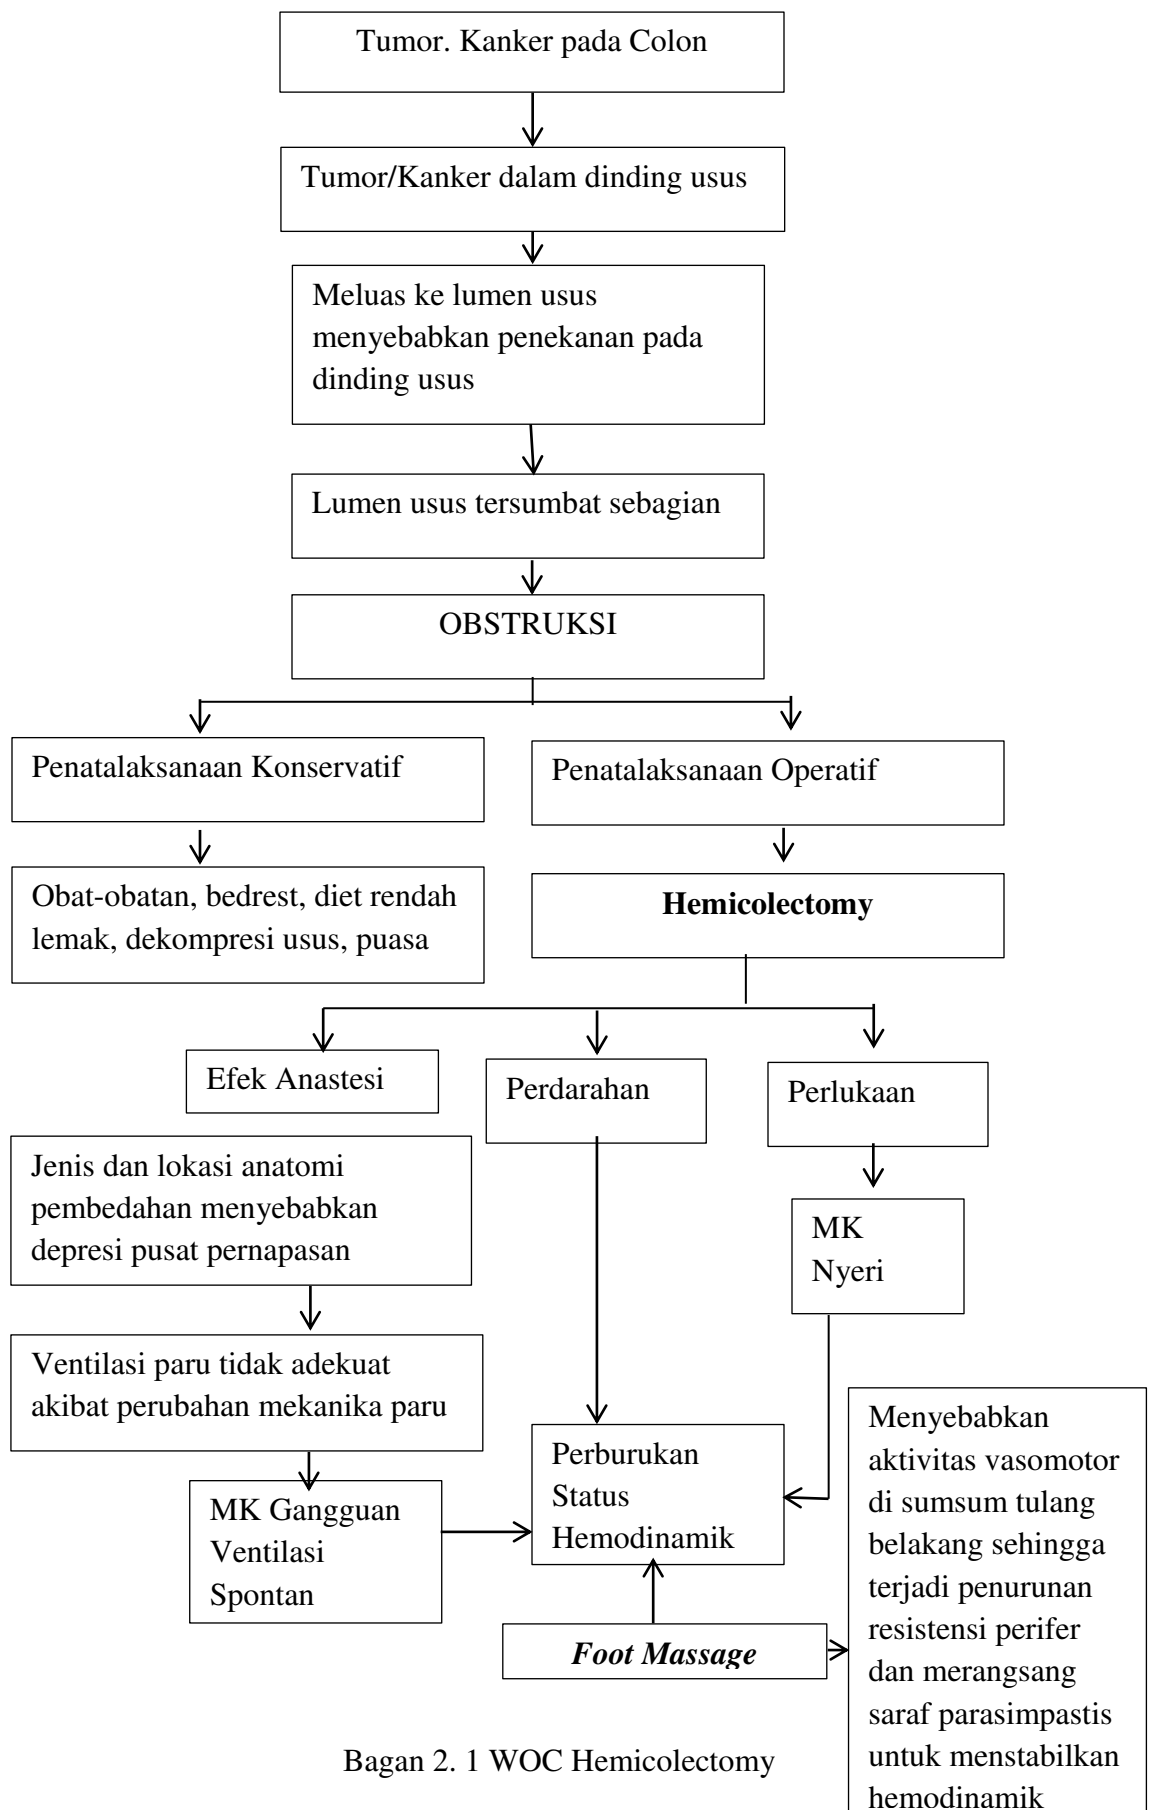 Tumor. Kanker pada Colon
Tumor/Kanker dalam dinding usus
Meluas ke lumen usus
menyebabkan penekanan pada
dinding usus
Lumen usus tersumbat sebagian
OBSTRUKSI
Penatalaksanaan Konservatif
Penatalaksanaan Operatif
Obat-obatan, bedrest, diet rendah
lemak, dekompresi usus, puasa
Hemicolectomy
Efek Anastesi
Perdarahan
Perlukaan
Jenis dan lokasi anatomi
pembedahan menyebabkan
depresi pusat pernapasan
MK
Nyeri
Ventilasi paru tidak adekuat
akibat perubahan mekanika paru
MK Gangguan
Ventilasi
Spontan
Perburukan
Status
Hemodinamik
Foot Massage
Menyebabkan
aktivitas vasomotor
di sumsum tulang
belakang sehingga
terjadi penurunan
resistensi perifer
dan merangsang
saraf parasimpastis
untuk menstabilkan
hemodinamik
Bagan 2. 1 WOC Hemicolectomy